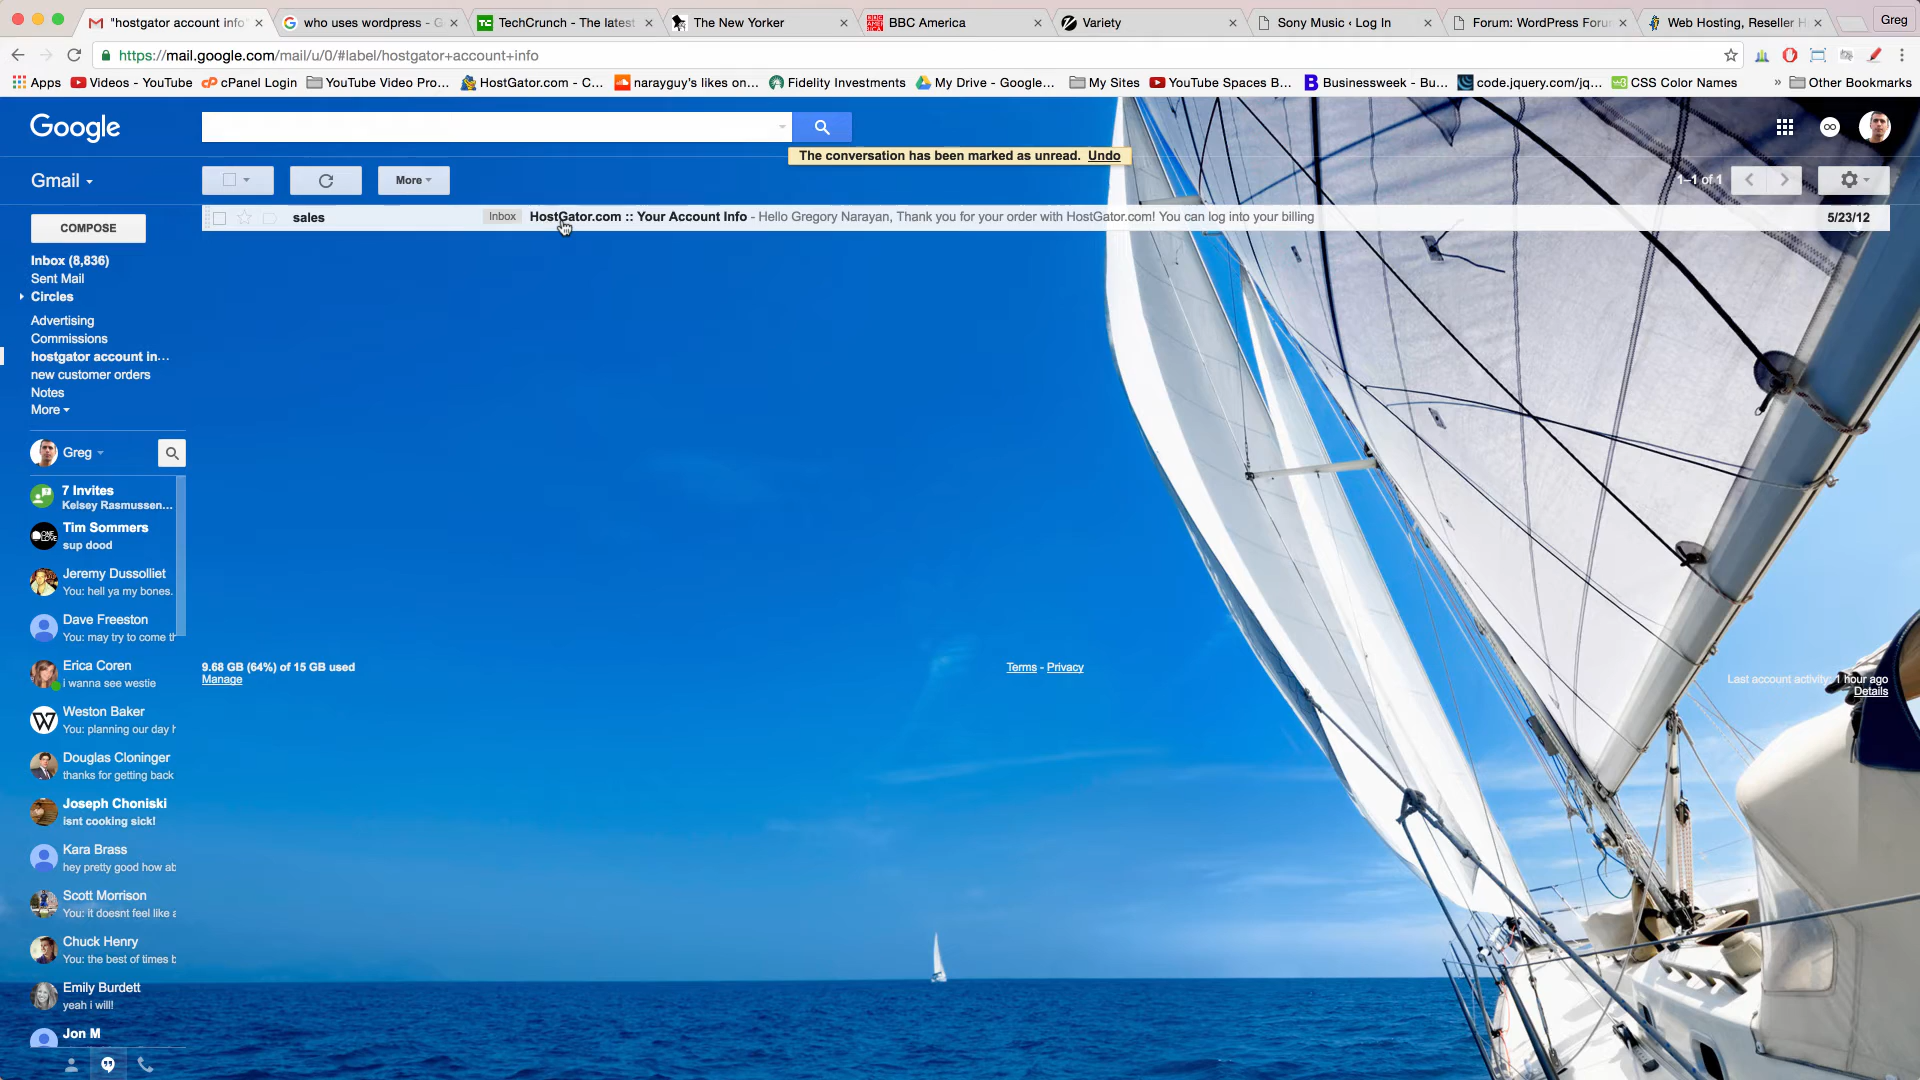 "hostgator account info"
who uses wordpress - G
TechCrunch - The latest
The New Yorker
BBC America
Variety
Sony Music ‹ Log In
Forum: WordPress Foru
Web Hosting, Reseller H
Greg
https://mail.google.com/mail/u/0/#label/hostgator+account+info
Apps
Videos - YouTube
cPanel Login
YouTube Video Pro...
HostGator.com - C...
narayguy's likes on...
Fidelity Investments
My Drive - Google...
My Sites
YouTube Spaces B...
Businessweek - Bu...
code.jquery.com/jq...
CSS Color Names
» Other Bookmarks
Google
The conversation has been marked as unread. Undo
Gmail
More
1–1 of 1
COMPOSE
sales
Inbox
HostGator.com :: Your Account Info - Hello Gregory Narayan, Thank you for your order with HostGator.com! You can log into your billing
5/23/12
Inbox (8,836)
Sent Mail
Circles
Advertising
Commissions
hostgator account in...
new customer orders
Notes
More
Greg
7 Invites
Kelsey Rasmussen...
Tim Sommers
sup dood
Jeremy Dussolliet
You: hell ya my bones.
Dave Freeston
You: may try to come th
Erica Coren
i wanna see westie
Weston Baker
You: planning our day h
Douglas Cloninger
thanks for getting back
Joseph Choniski
isnt cooking sick!
Kara Brass
hey pretty good how ab
Scott Morrison
You: it doesnt feel like a
Chuck Henry
You: the best of times b
Emily Burdett
yeah i will!
Jon M
9.68 GB (64%) of 15 GB used
Manage
Terms - Privacy
Last account activity: 1 hour ago
Details